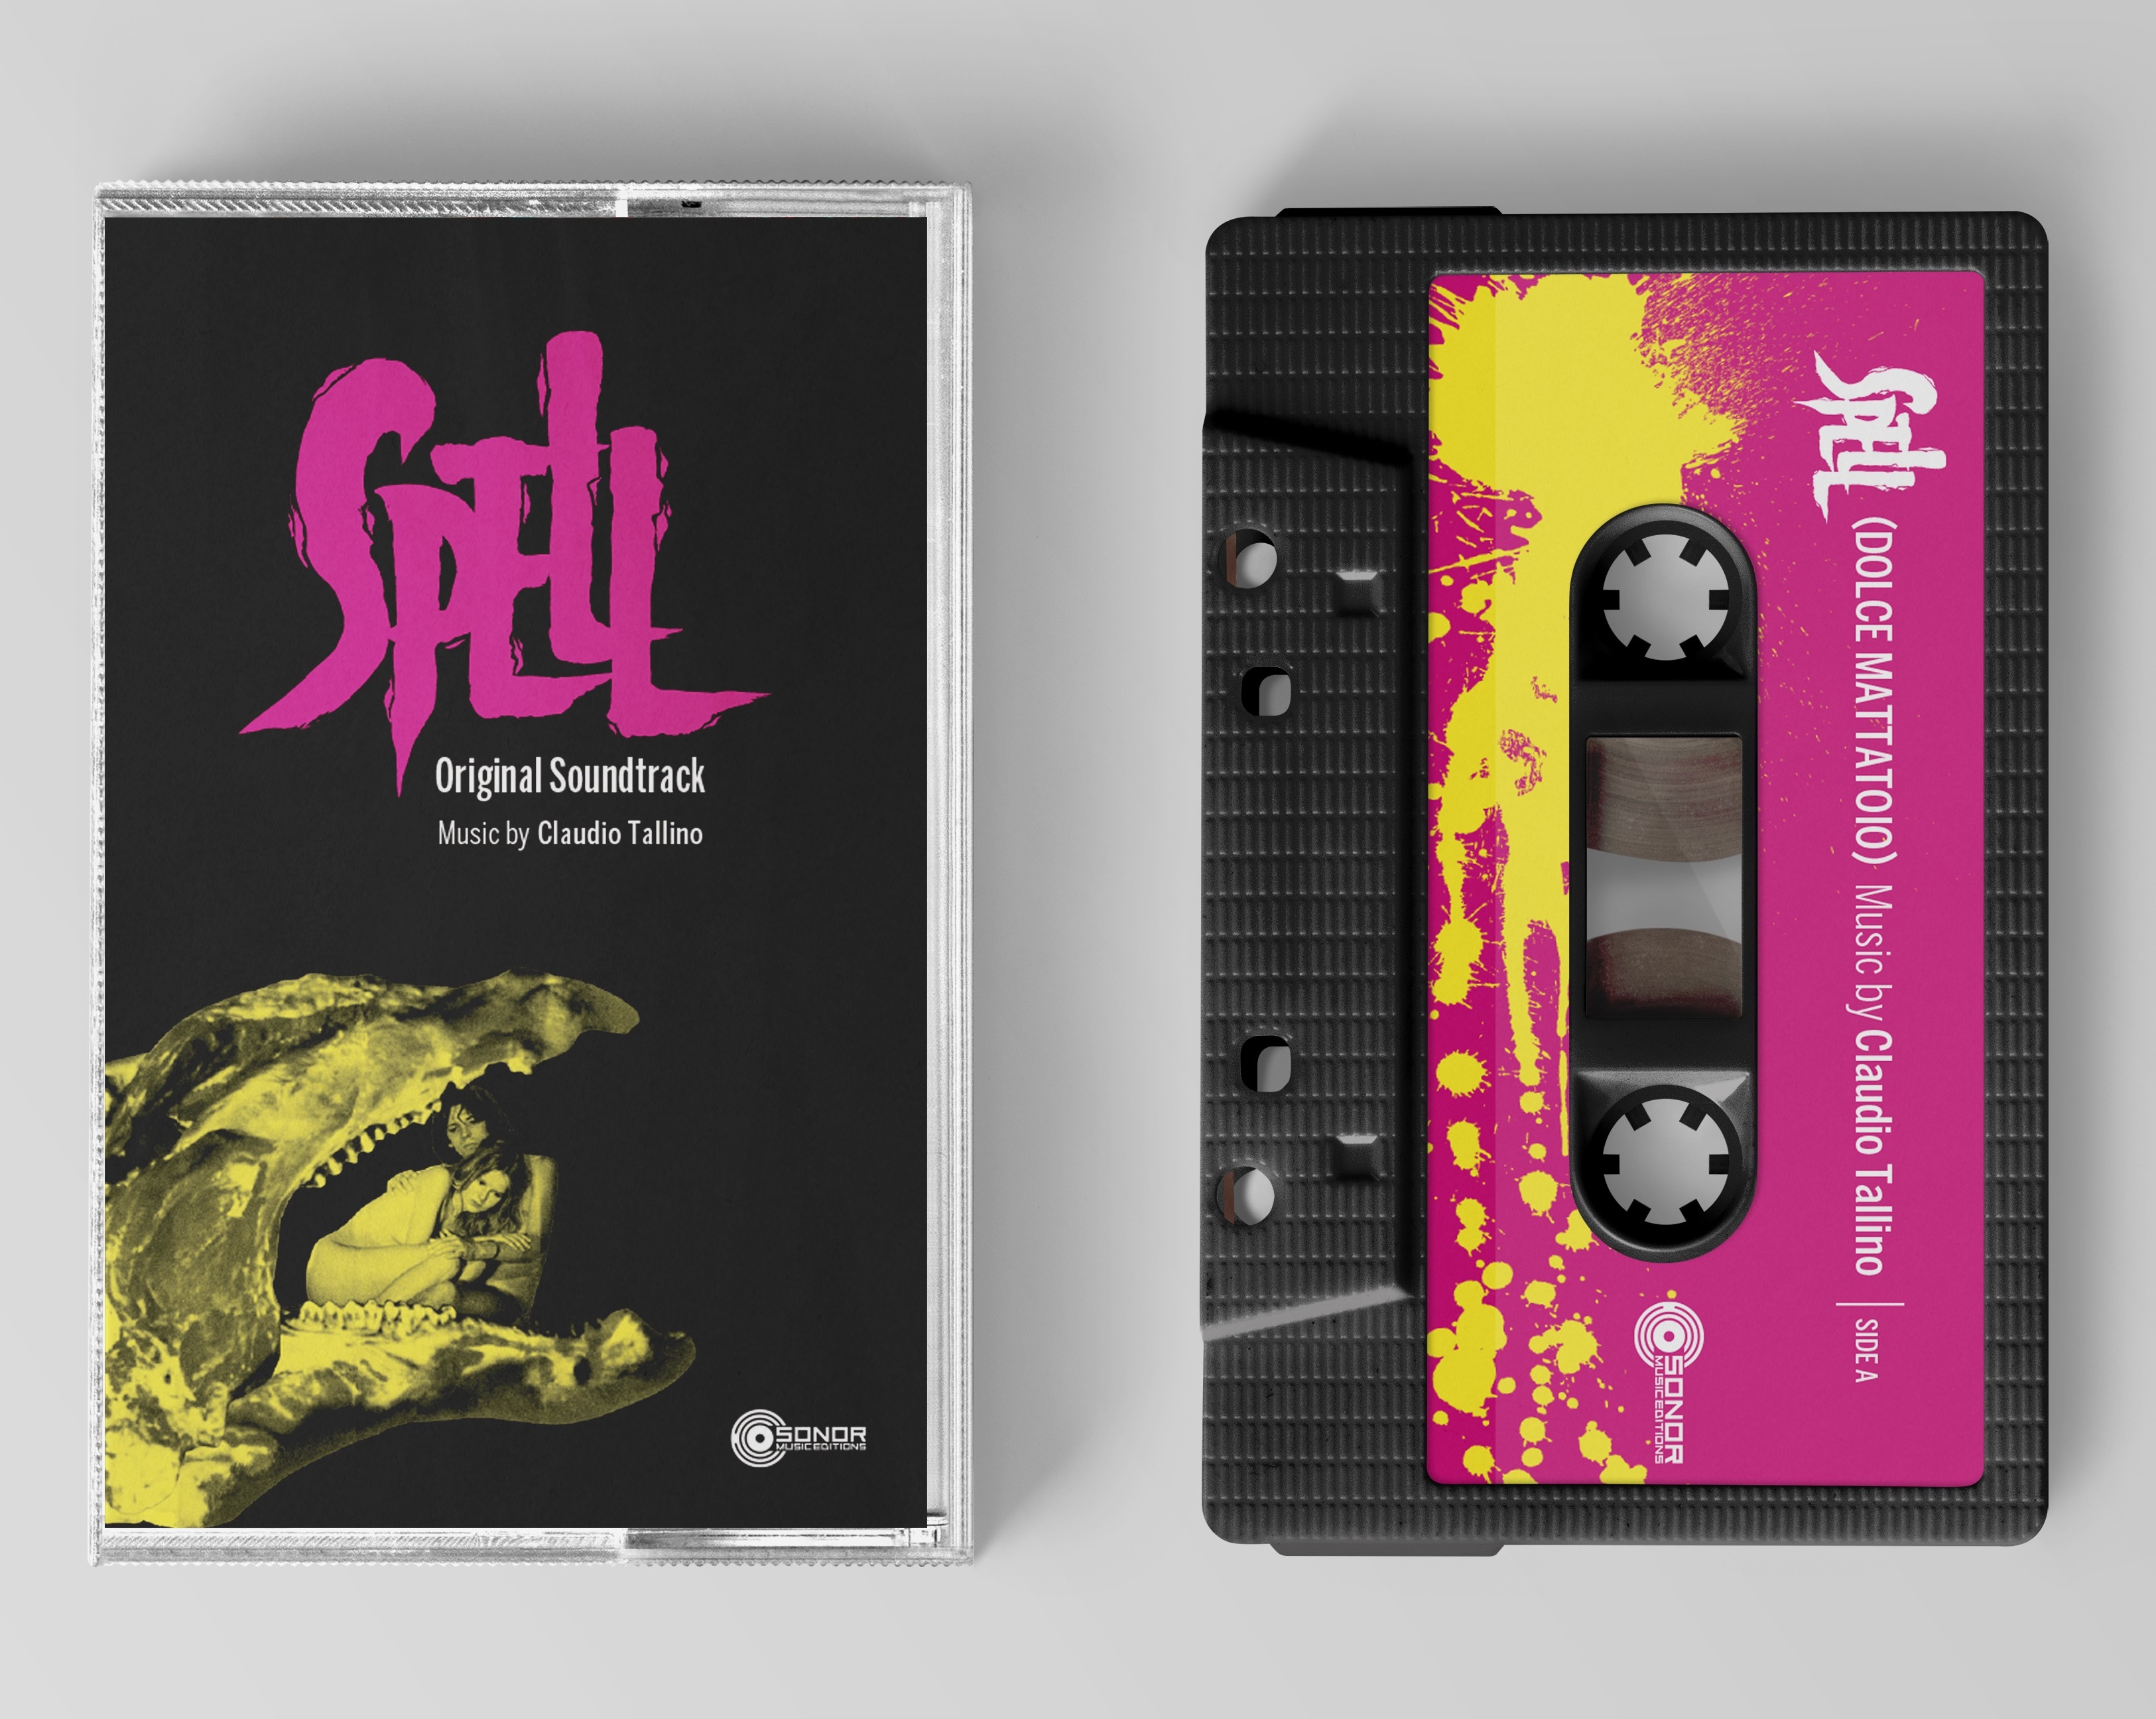 SPELL
Original Soundtrack
Music by Claudio Tallino
SONOR
MUSIC EDITIONS
SPELL (DOLCE MATTATOIO) Music by Claudio Tallino | SIDE A
SONOR
MUSIC EDITIONS